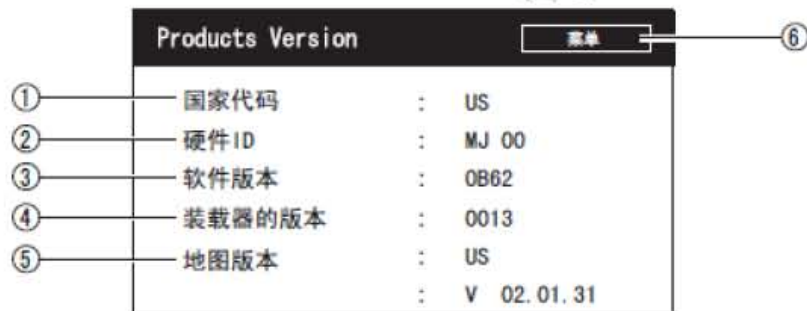 Products Version 菜单 ⑥
① 国家代码 : US
② 硬件ID : MJ 00
③ 软件版本 : 0B62
④ 装载器的版本 : 0013
⑤ 地图版本 : US
: V 02.01.31